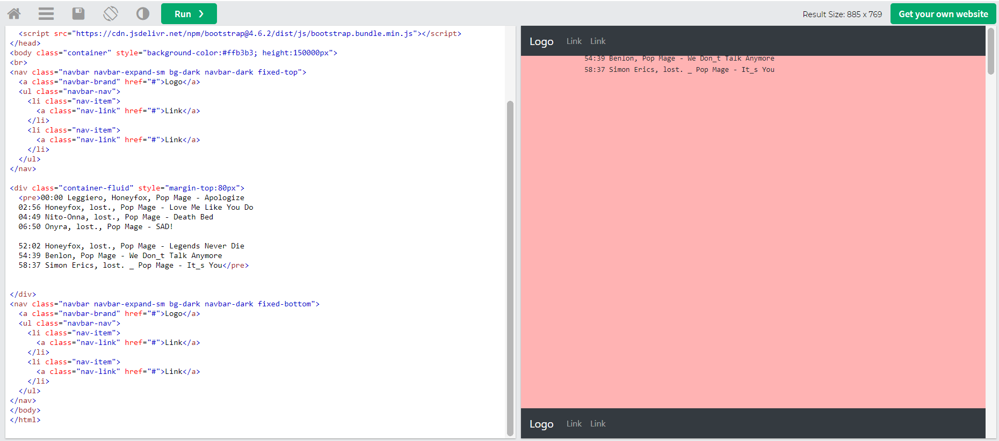 Run ❯
Result Size: 885 x 769
Get your own website
<script src="https://cdn.jsdelivr.net/npm/bootstrap@4.6.2/dist/js/bootstrap.bundle.min.js"></script>
</head>
<body class="container" style="background-color:#ffb3b3; height:150000px">
<br>
<nav class="navbar navbar-expand-sm bg-dark navbar-dark fixed-top">
<a class="navbar-brand" href="#">Logo</a>
<ul class="navbar-nav">
<li class="nav-item">
<a class="nav-link" href="#">Link</a>
</li>
<li class="nav-item">
<a class="nav-link" href="#">Link</a>
</li>
</ul>
</nav>
<div class="container-fluid" style="margin-top:80px">
<pre>00:00 Leggiero, Honeyfox, Pop Mage - Apologize
02:56 Honeyfox, lost., Pop Mage - Love Me Like You Do
04:49 Nito-Onna, lost., Pop Mage - Death Bed
06:50 Onyra, lost., Pop Mage - SAD!
52:02 Honeyfox, lost., Pop Mage - Legends Never Die
54:39 Benlon, Pop Mage - We Don_t Talk Anymore
58:37 Simon Erics, lost. _ Pop Mage - It_s You</pre>
</div>
<nav class="navbar navbar-expand-sm bg-dark navbar-dark fixed-bottom">
<a class="navbar-brand" href="#">Logo</a>
<ul class="navbar-nav">
<li class="nav-item">
<a class="nav-link" href="#">Link</a>
</li>
<li class="nav-item">
<a class="nav-link" href="#">Link</a>
</li>
</ul>
</nav>
</body>
</html>
Logo Link Link
54:39 Benlon, Pop Mage - We Don_t Talk Anymore
58:37 Simon Erics, lost. _ Pop Mage - It_s You
Logo Link Link